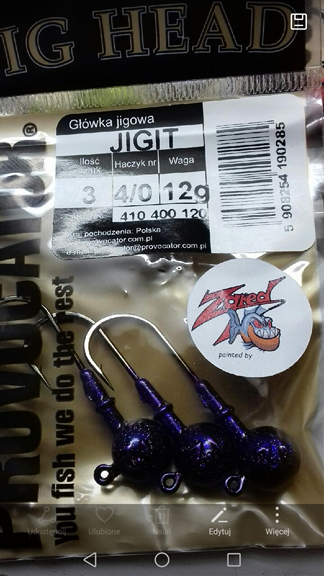 IG HEAD
Główka jigowa
JIGIT
Ilość sztuk
Haczyk nr
Waga
3
4/0
12g
410 400 120
pochodzenia: Polska
provocator.com.pl
@provocator.com.pl
5 908254 190285
PROVOCATOR®
You fish we do the rest
Zared
painted by
Udostępnij
Ulubione
Usuń
Edytuj
Więcej